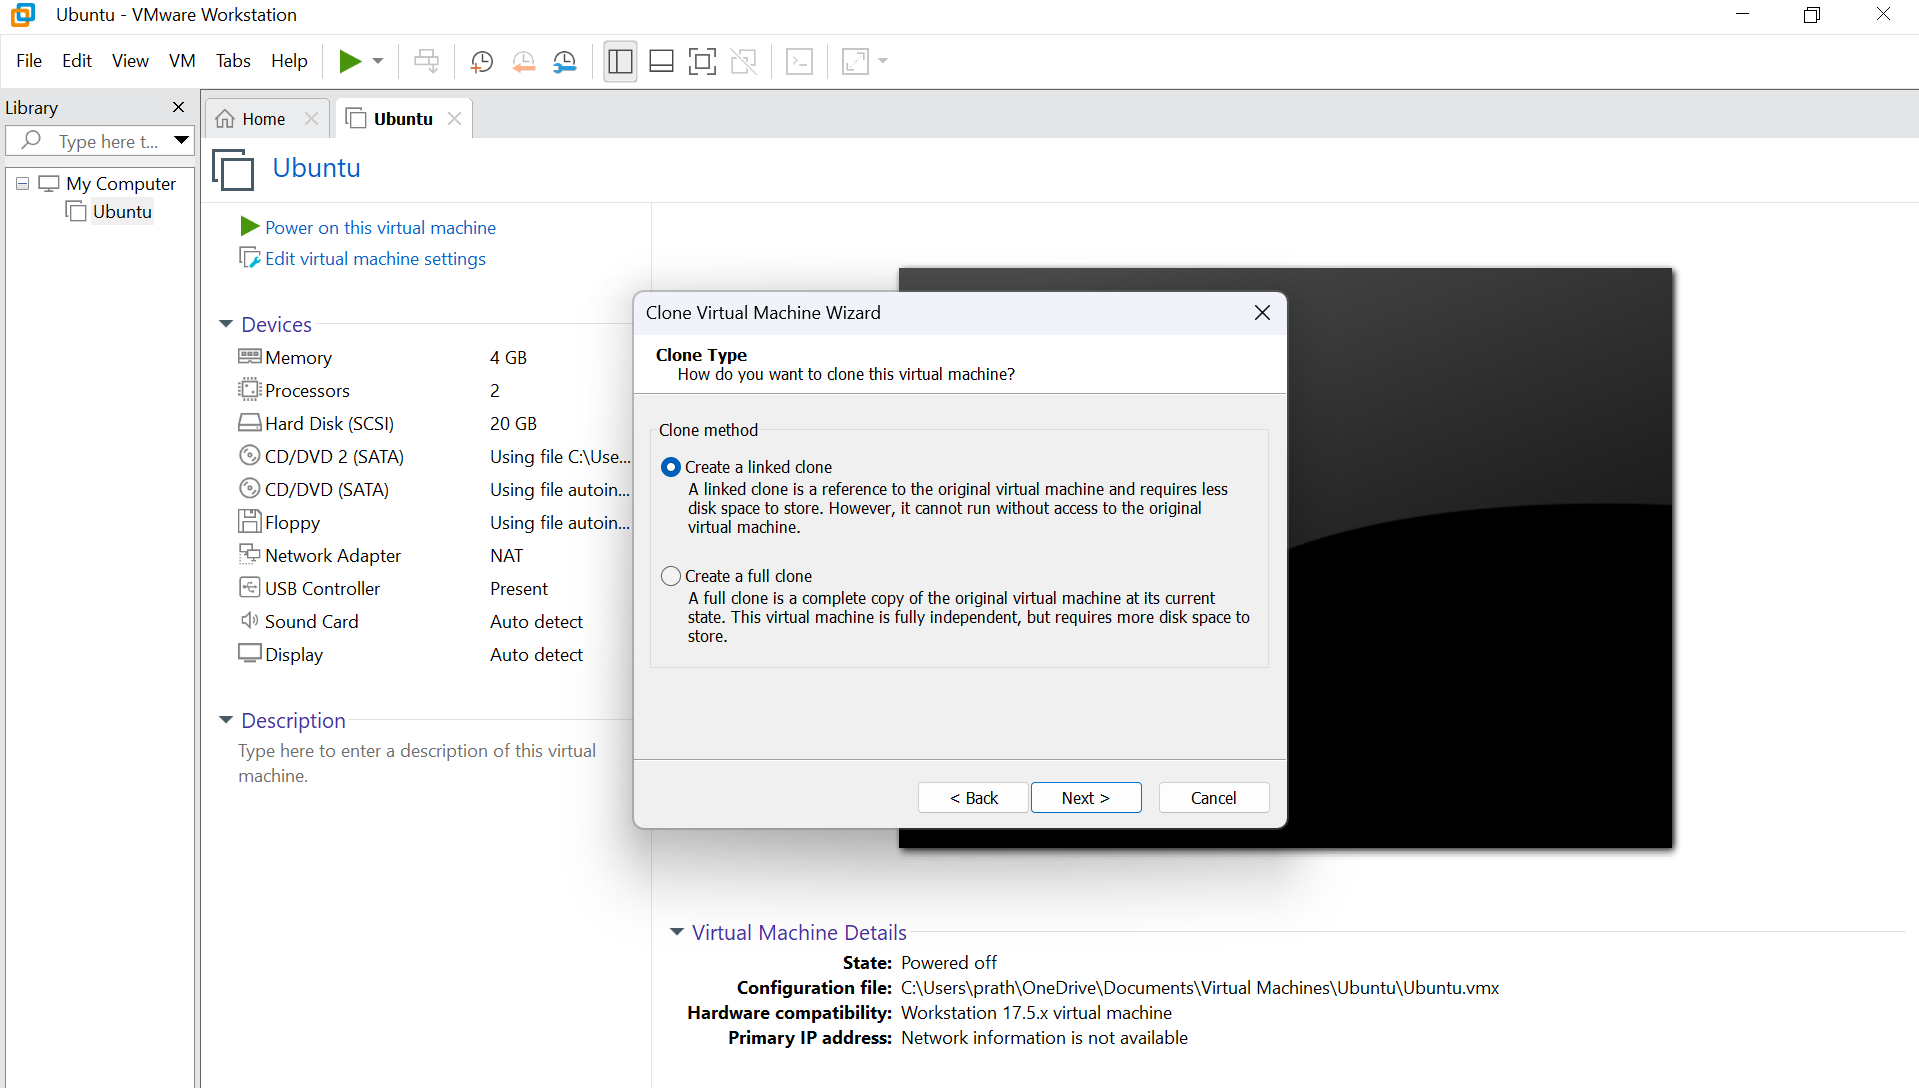 Ubuntu - VMware Workstation
File Edit View VM Tabs Help
Library
Type here t...
My Computer
Ubuntu
Home
Ubuntu
Ubuntu
Power on this virtual machine
Edit virtual machine settings
Devices
Memory 4 GB
Processors 2
Hard Disk (SCSI) 20 GB
CD/DVD 2 (SATA) Using file C:\Use...
CD/DVD (SATA) Using file autoin...
Floppy Using file autoin...
Network Adapter NAT
USB Controller Present
Sound Card Auto detect
Display Auto detect
Description
Type here to enter a description of this virtual
machine.
Clone Virtual Machine Wizard
Clone Type
How do you want to clone this virtual machine?
Clone method
Create a linked clone
A linked clone is a reference to the original virtual machine and requires less
disk space to store. However, it cannot run without access to the original
virtual machine.
Create a full clone
A full clone is a complete copy of the original virtual machine at its current
state. This virtual machine is fully independent, but requires more disk space to
store.
< Back Next > Cancel
Virtual Machine Details
State: Powered off
Configuration file: C:\Users\prath\OneDrive\Documents\Virtual Machines\Ubuntu\Ubuntu.vmx
Hardware compatibility: Workstation 17.5.x virtual machine
Primary IP address: Network information is not available